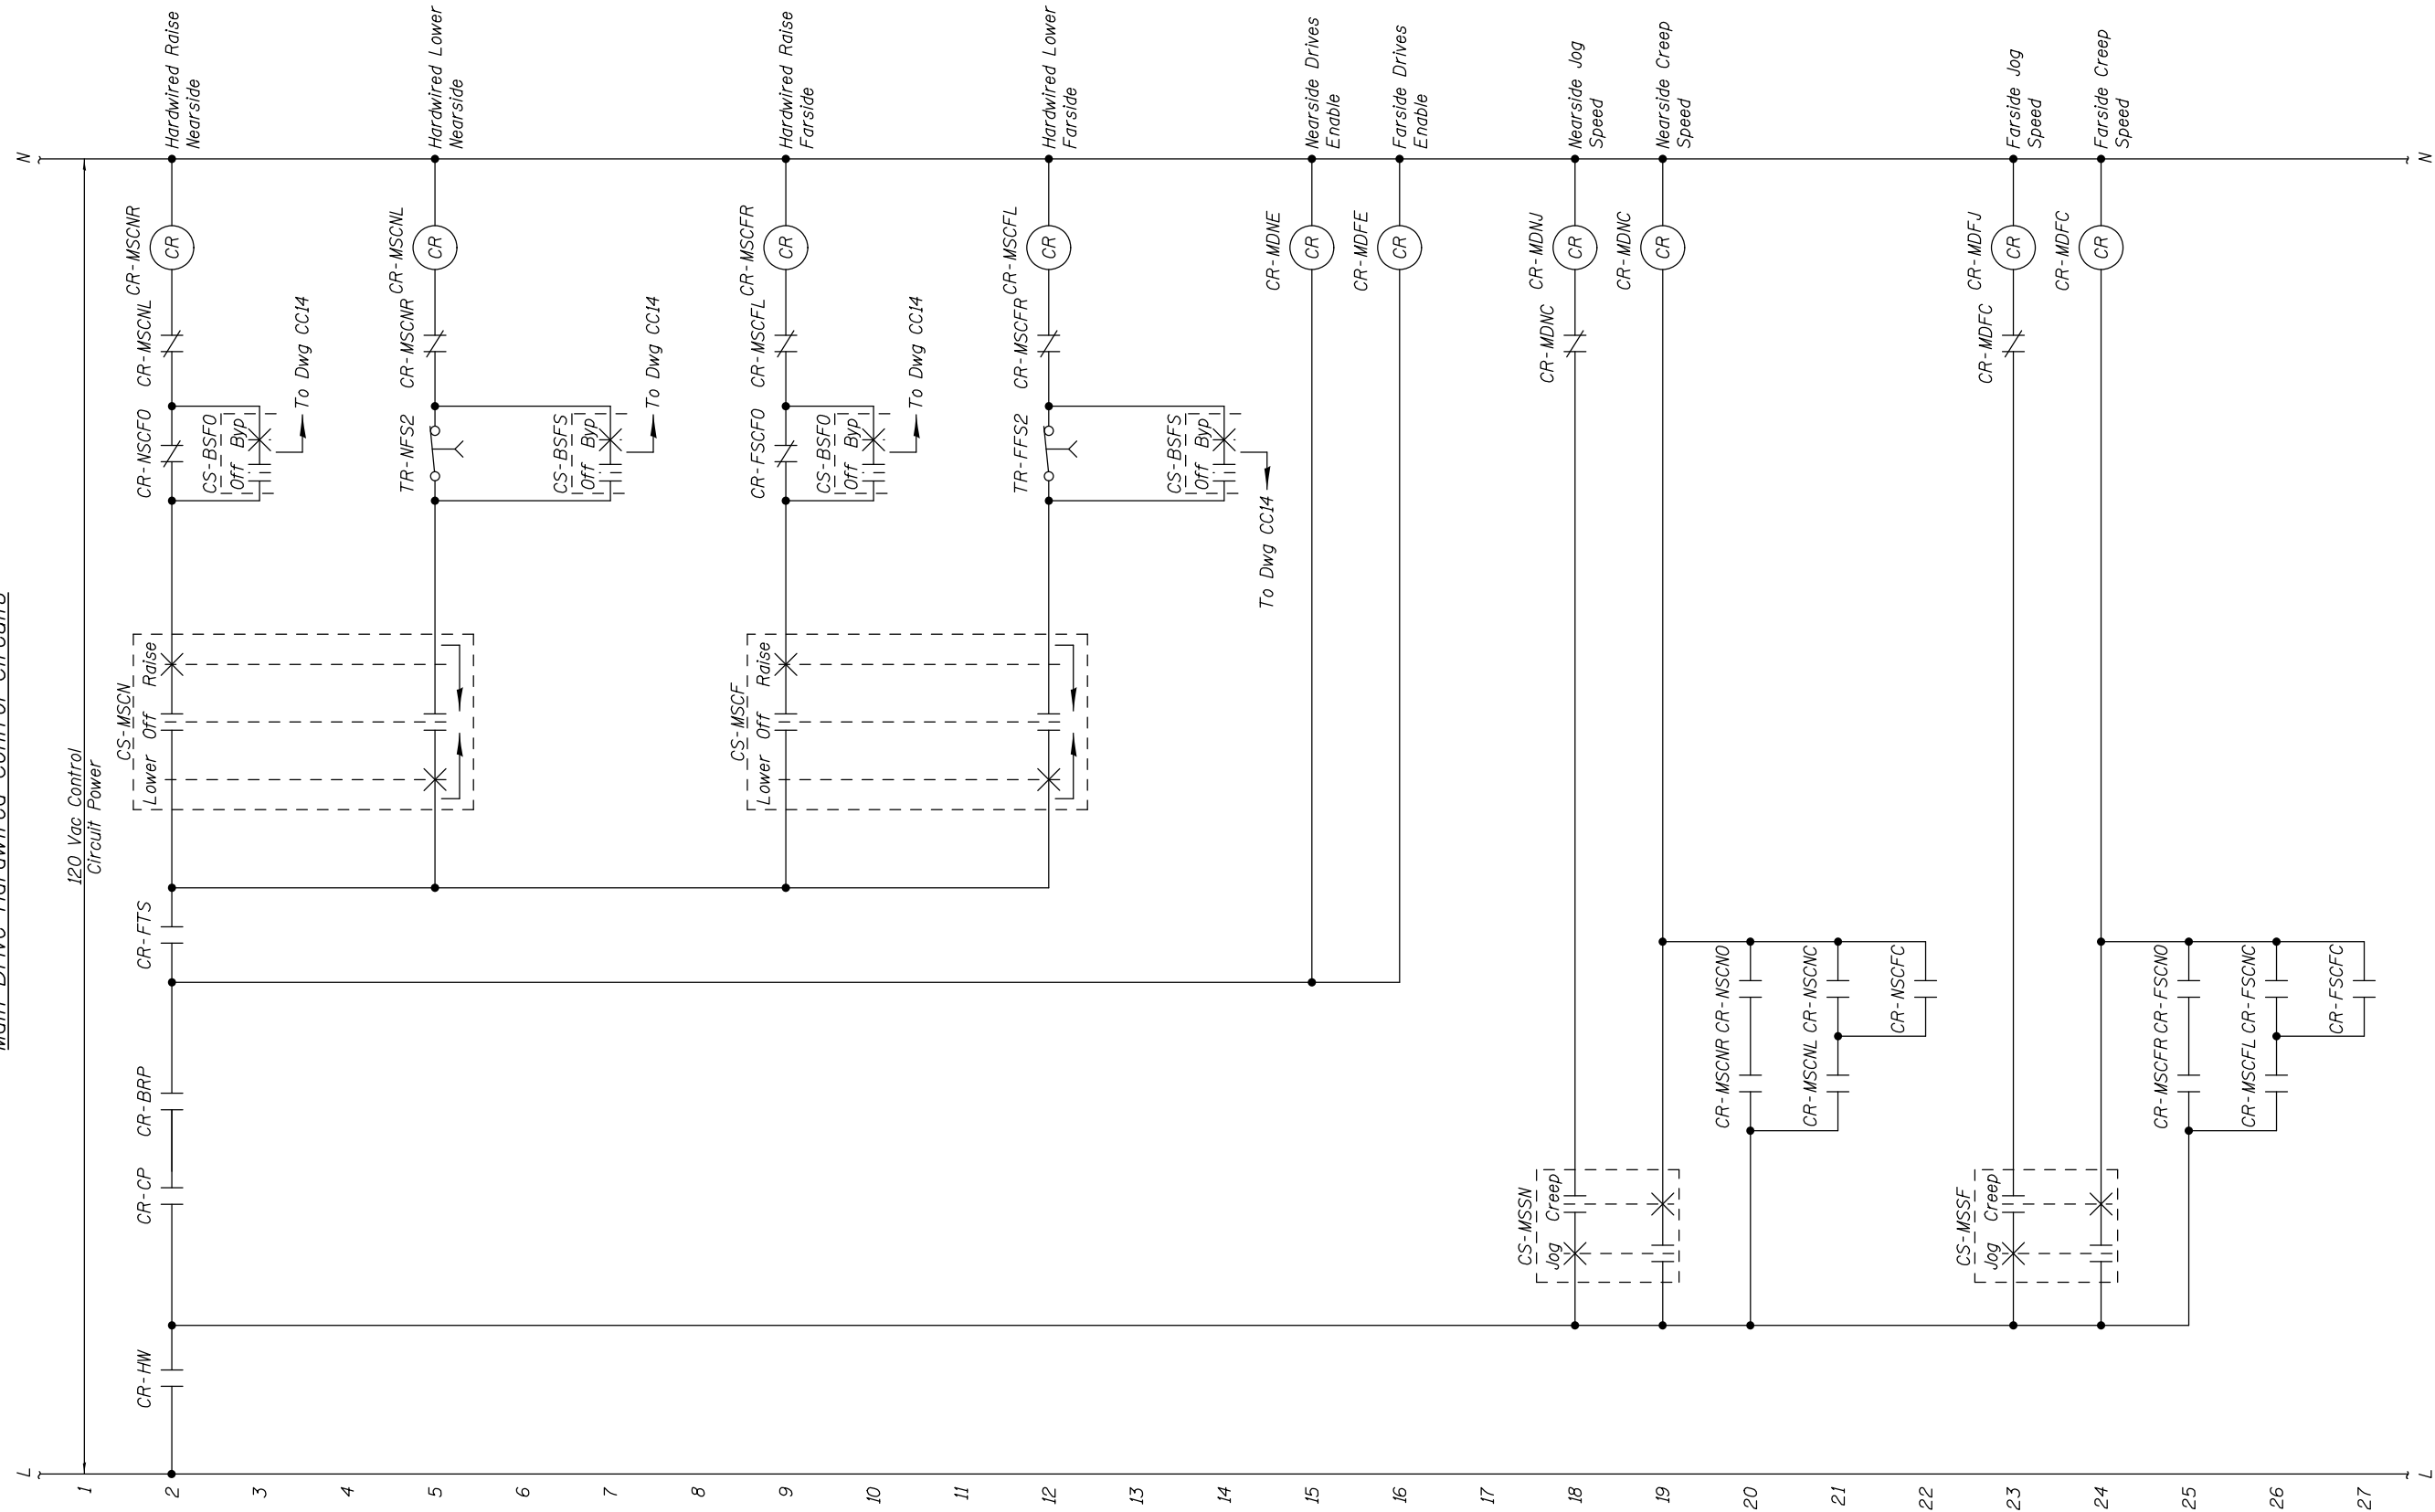 Main Drive Hardwired Control Circuits
L
N
1
120 Vac Control
Circuit Power
2
CR-HW
CR-CP
CR-BRP
CR-FTS
CS-MSCN
Lower Off Raise
CR-NSCFO
CR-MSCNL
CR-MSCNR
CR
Hardwired Raise
Nearside
3
CS-BSFO
Off Byp
To Dwg CC14
4
5
TR-NFS2
CR-MSCNR
CR-MSCNL
CR
Hardwired Lower
Nearside
6
7
CS-BSFS
Off Byp
To Dwg CC14
8
9
CS-MSCF
Lower Off Raise
CR-FSCFO
CR-MSCFL
CR-MSCFR
CR
Hardwired Raise
Farside
10
CS-BSFO
Off Byp
To Dwg CC14
11
12
TR-FFS2
CR-MSCFR
CR-MSCFL
CR
Hardwired Lower
Farside
13
14
CS-BSFS
Off Byp
To Dwg CC14
15
CR-MDNE
CR
Nearside Drives
Enable
16
CR-MDFE
CR
Farside Drives
Enable
17
18
CS-MSSN
Jog Creep
CR-MDNC
CR-MDNJ
CR
Nearside Jog
Speed
19
CR-MDNC
CR
Nearside Creep
Speed
20
CR-MSCNR CR-NSCNO
21
CR-MSCNL CR-NSCNC
22
CR-NSCFC
23
CS-MSSF
Jog Creep
CR-MDFC
CR-MDFJ
CR
Farside Jog
Speed
24
CR-MDFC
CR
Farside Creep
Speed
25
CR-MSCFR CR-FSCNO
26
CR-MSCFL CR-FSCNC
27
CR-FSCFC
L
N